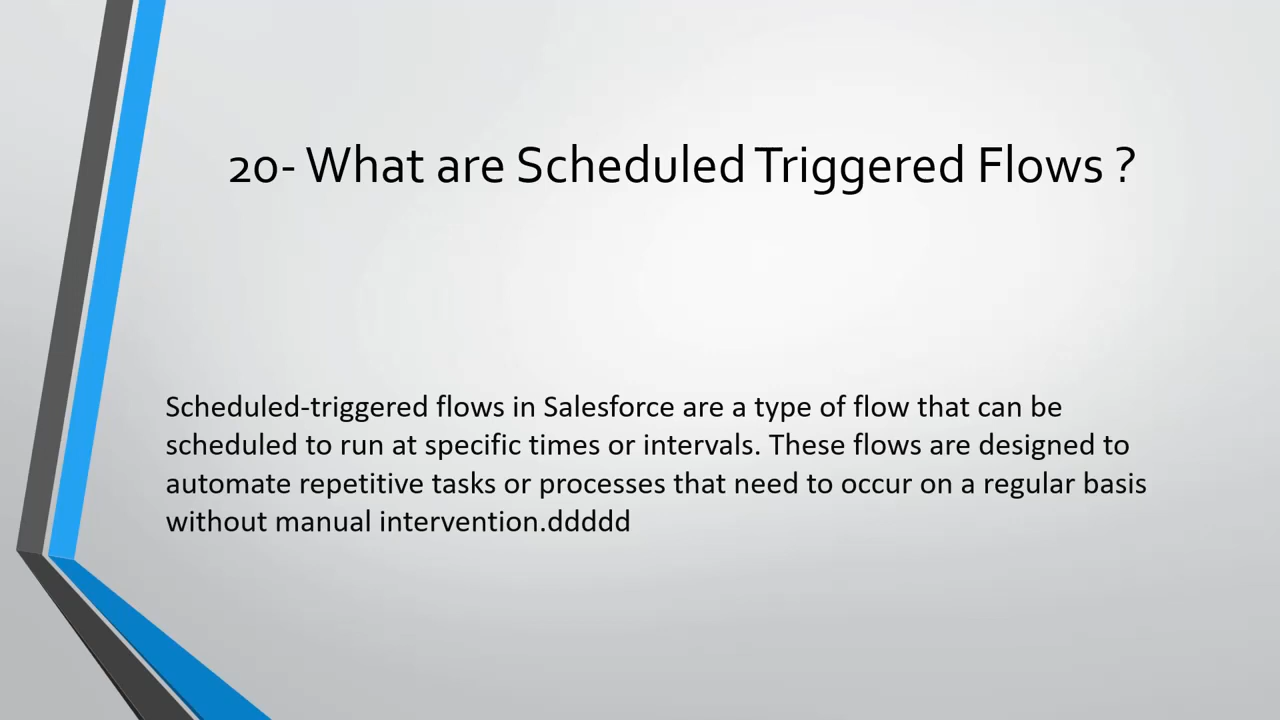 20- What are Scheduled Triggered Flows ?
Scheduled-triggered flows in Salesforce are a type of flow that can be
scheduled to run at specific times or intervals. These flows are designed to
automate repetitive tasks or processes that need to occur on a regular basis
without manual intervention.ddddd